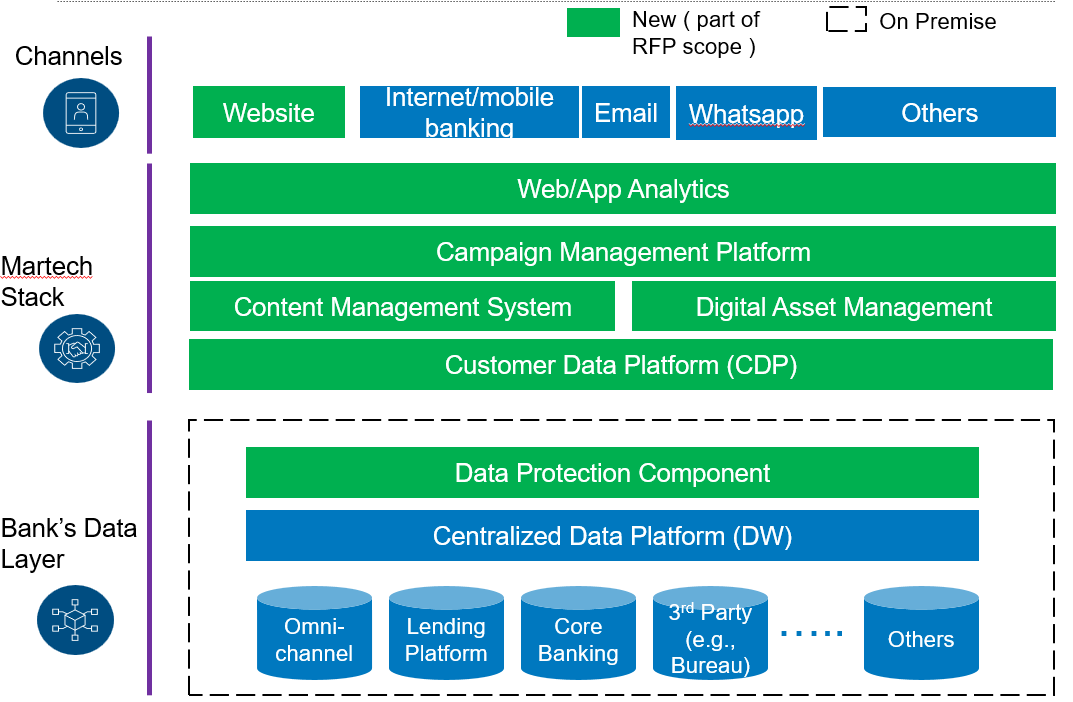 New ( part of
RFP scope )
On Premise
Channels
Website
Internet/mobile
banking
Email
Whatsapp
Others
Web/App Analytics
Campaign Management Platform
Martech
Stack
Content Management System
Digital Asset Management
Customer Data Platform (CDP)
Data Protection Component
Bank’s Data
Layer
Centralized Data Platform (DW)
Omni-
channel
Lending
Platform
Core
Banking
3rd Party
(e.g.,
Bureau)
.....
Others